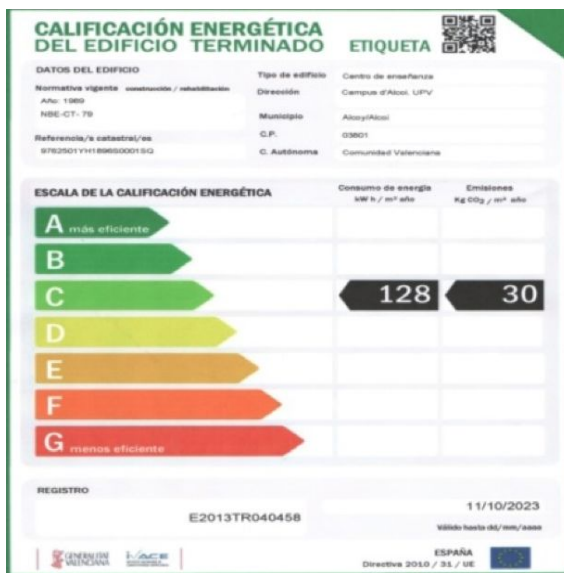 CALIFICACIÓN ENERGÉTICA
DEL EDIFICIO TERMINADO ETIQUETA
DATOS DEL EDIFICIO
Normativa vigente construcción / rehabilitación
Año: 1989
NBE-CT-79
Referencia/s catastral/es
Tipo de edificio Centro de enseñanza
Dirección Campus d'Alcoi. UPV
Municipio Alcoy/Alcoi
C.P. 03801
C. Autónoma Comunidad Valenciana
ESCALA DE LA CALIFICACIÓN ENERGÉTICA
Consumo de energía
kW h / m² año
Emisiones
Kg CO₂ / m² año
A más eficiente
B
C 128 30
D
E
F
G menos eficiente
REGISTRO
E2013TR040458
11/10/2023
Válido hasta dd/mm/aaaa
GENERALITAT
VALENCIANA
IVACE
ESPAÑA
Directiva 2010 / 31 / UE